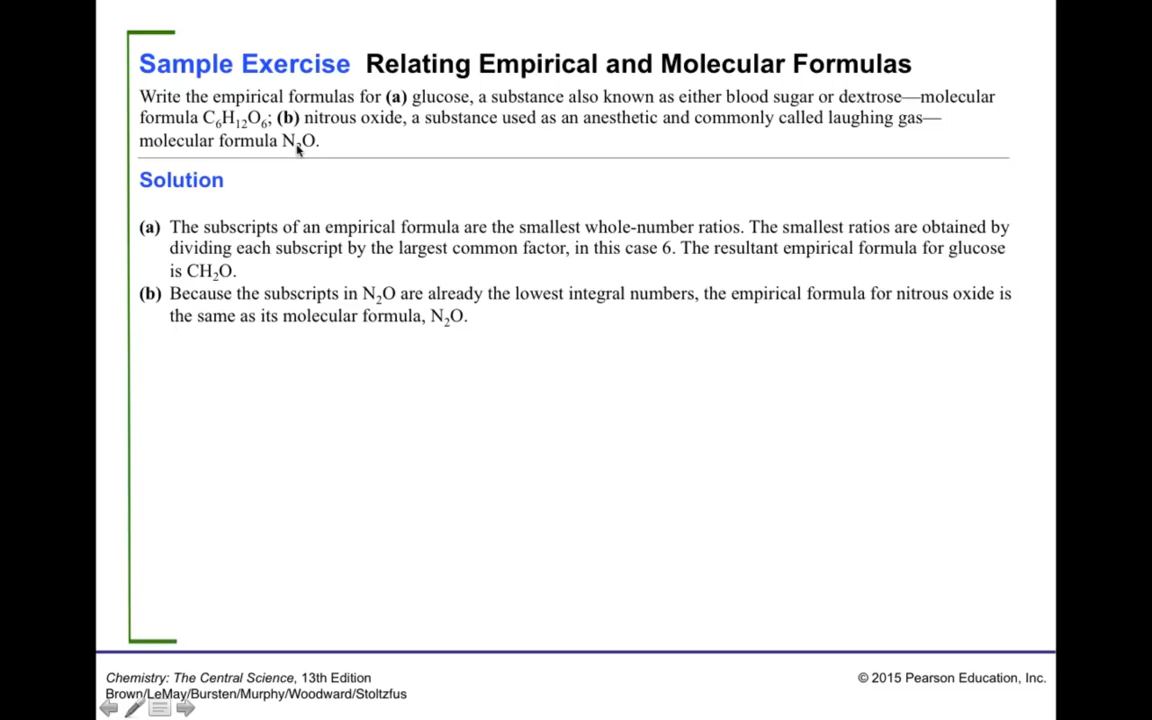 Sample Exercise Relating Empirical and Molecular Formulas
Write the empirical formulas for (a) glucose, a substance also known as either blood sugar or dextrose—molecular
formula C₆H₁₂O₆; (b) nitrous oxide, a substance used as an anesthetic and commonly called laughing gas—
molecular formula N₂O.
Solution
(a) The subscripts of an empirical formula are the smallest whole-number ratios. The smallest ratios are obtained by
dividing each subscript by the largest common factor, in this case 6. The resultant empirical formula for glucose
is CH₂O.
(b) Because the subscripts in N₂O are already the lowest integral numbers, the empirical formula for nitrous oxide is
the same as its molecular formula, N₂O.
Chemistry: The Central Science, 13th Edition
Brown/LeMay/Bursten/Murphy/Woodward/Stoltzfus
© 2015 Pearson Education, Inc.